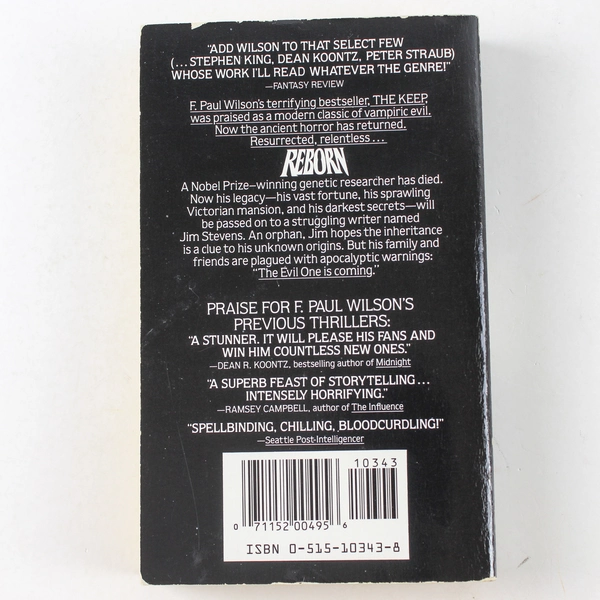 "ADD WILSON TO THAT SELECT FEW
(...STEPHEN KING, DEAN KOONTZ, PETER STRAUB)
WHOSE WORK I'LL READ WHATEVER THE GENRE!"
—FANTASY REVIEW
F. Paul Wilson's terrifying bestseller, THE KEEP,
was praised as a modern classic of vampiric evil.
Now the ancient horror has returned.
Resurrected, relentless...
REBORN
A Nobel Prize–winning genetic researcher has died.
Now his legacy—his vast fortune, his sprawling
Victorian mansion, and his darkest secrets—will
be passed on to a struggling writer named
Jim Stevens. An orphan, Jim hopes the inheritance
is a clue to his unknown origins. But his family and
friends are plagued with apocalyptic warnings:
"The Evil One is coming."
PRAISE FOR F. PAUL WILSON'S
PREVIOUS THRILLERS:
"A STUNNER. IT WILL PLEASE HIS FANS AND
WIN HIM COUNTLESS NEW ONES."
—DEAN R. KOONTZ, bestselling author of Midnight
"A SUPERB FEAST OF STORYTELLING...
INTENSELY HORRIFYING."
—RAMSEY CAMPBELL, author of The Influence
"SPELLBINDING, CHILLING, BLOODCURDLING!"
—Seattle Post-Intelligencer
10343
0 71152 00495 6
ISBN 0-515-10343-8